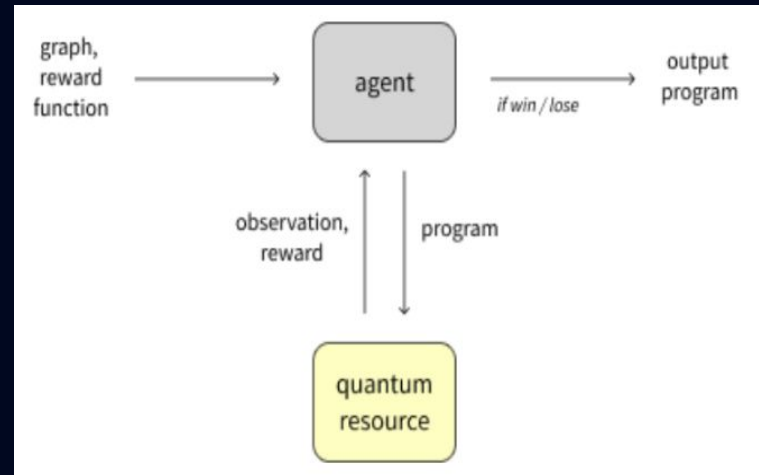 graph,
reward
function
agent
if win / lose
output
program
observation,
reward
program
quantum
resource